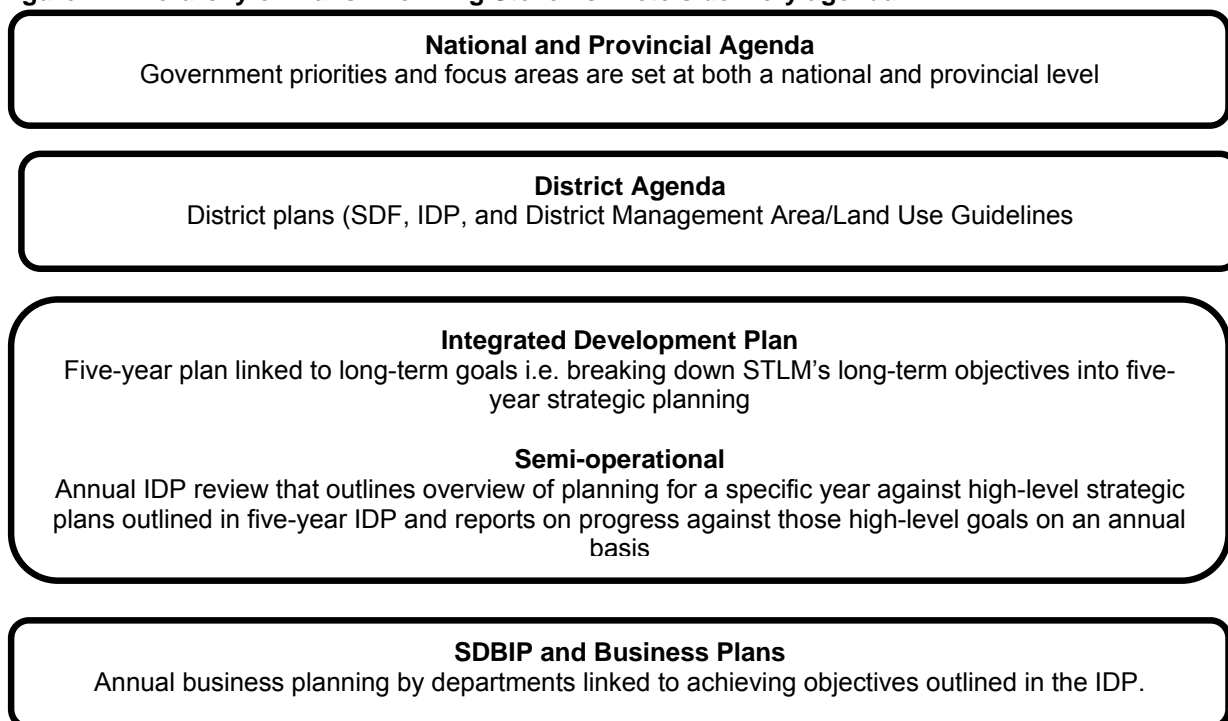 National and Provincial Agenda
Government priorities and focus areas are set at both a national and provincial level
District Agenda
District plans (SDF, IDP, and District Management Area/Land Use Guidelines
Integrated Development Plan
Five-year plan linked to long-term goals i.e. breaking down STLM’s long-term objectives into five-
year strategic planning
Semi-operational
Annual IDP review that outlines overview of planning for a specific year against high-level strategic
plans outlined in five-year IDP and reports on progress against those high-level goals on an annual
basis
SDBIP and Business Plans
Annual business planning by departments linked to achieving objectives outlined in the IDP.